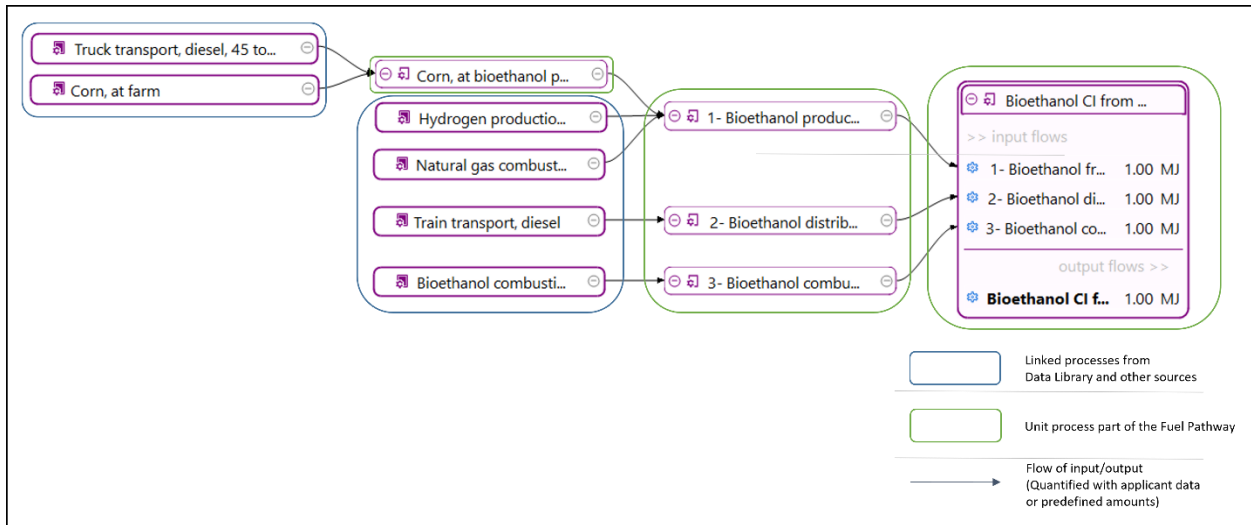 Truck transport, diesel, 45 to...
Corn, at farm
Corn, at bioethanol p...
Hydrogen productio...
Natural gas combust...
Train transport, diesel
Bioethanol combusti...
1- Bioethanol produc...
2- Bioethanol distrib...
3- Bioethanol combu...
Bioethanol CI from ...
>> input flows
1- Bioethanol fr... 1.00 MJ
2- Bioethanol di... 1.00 MJ
3- Bioethanol co... 1.00 MJ
output flows >>
Bioethanol CI f... 1.00 MJ
Linked processes from
Data Library and other sources
Unit process part of the Fuel Pathway
Flow of input/output
(Quantified with applicant data
or predefined amounts)